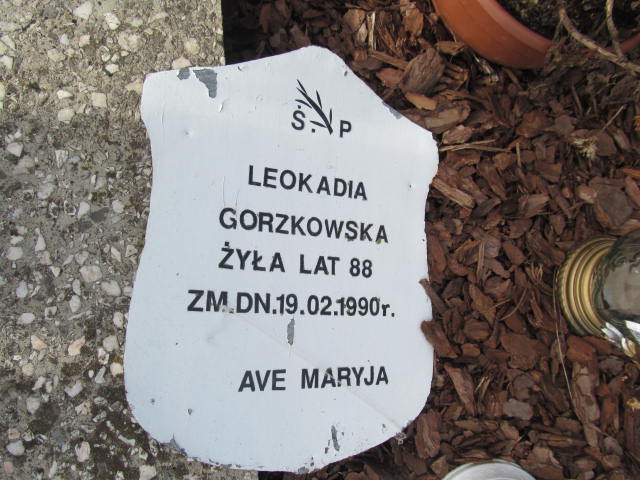 Ś. P
LEOKADIA
GORZKOWSKA
ŻYŁA LAT 88
ZM.DN.19.02.1990r.
AVE MARYJA